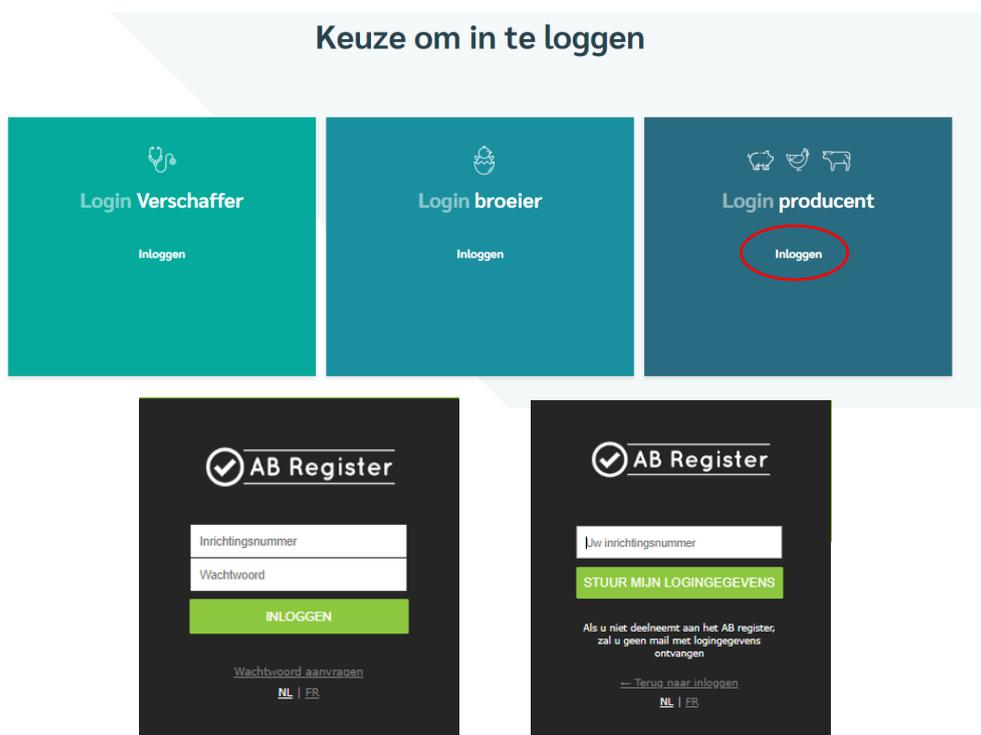 Keuze om in te loggen
Login Verschaffer
Inloggen
Login broeier
Inloggen
Login producent
Inloggen
AB Register
Inrichtingsnummer
Wachtwoord
INLOGGEN
Wachtwoord aanvragen
NL | FR
AB Register
Uw inrichtingsnummer
STUUR MIJN LOGINGEGEVENS
Als u niet deelneemt aan het AB register,
zal u geen mail met logingegevens
ontvangen
← Terug naar inloggen
NL | FR